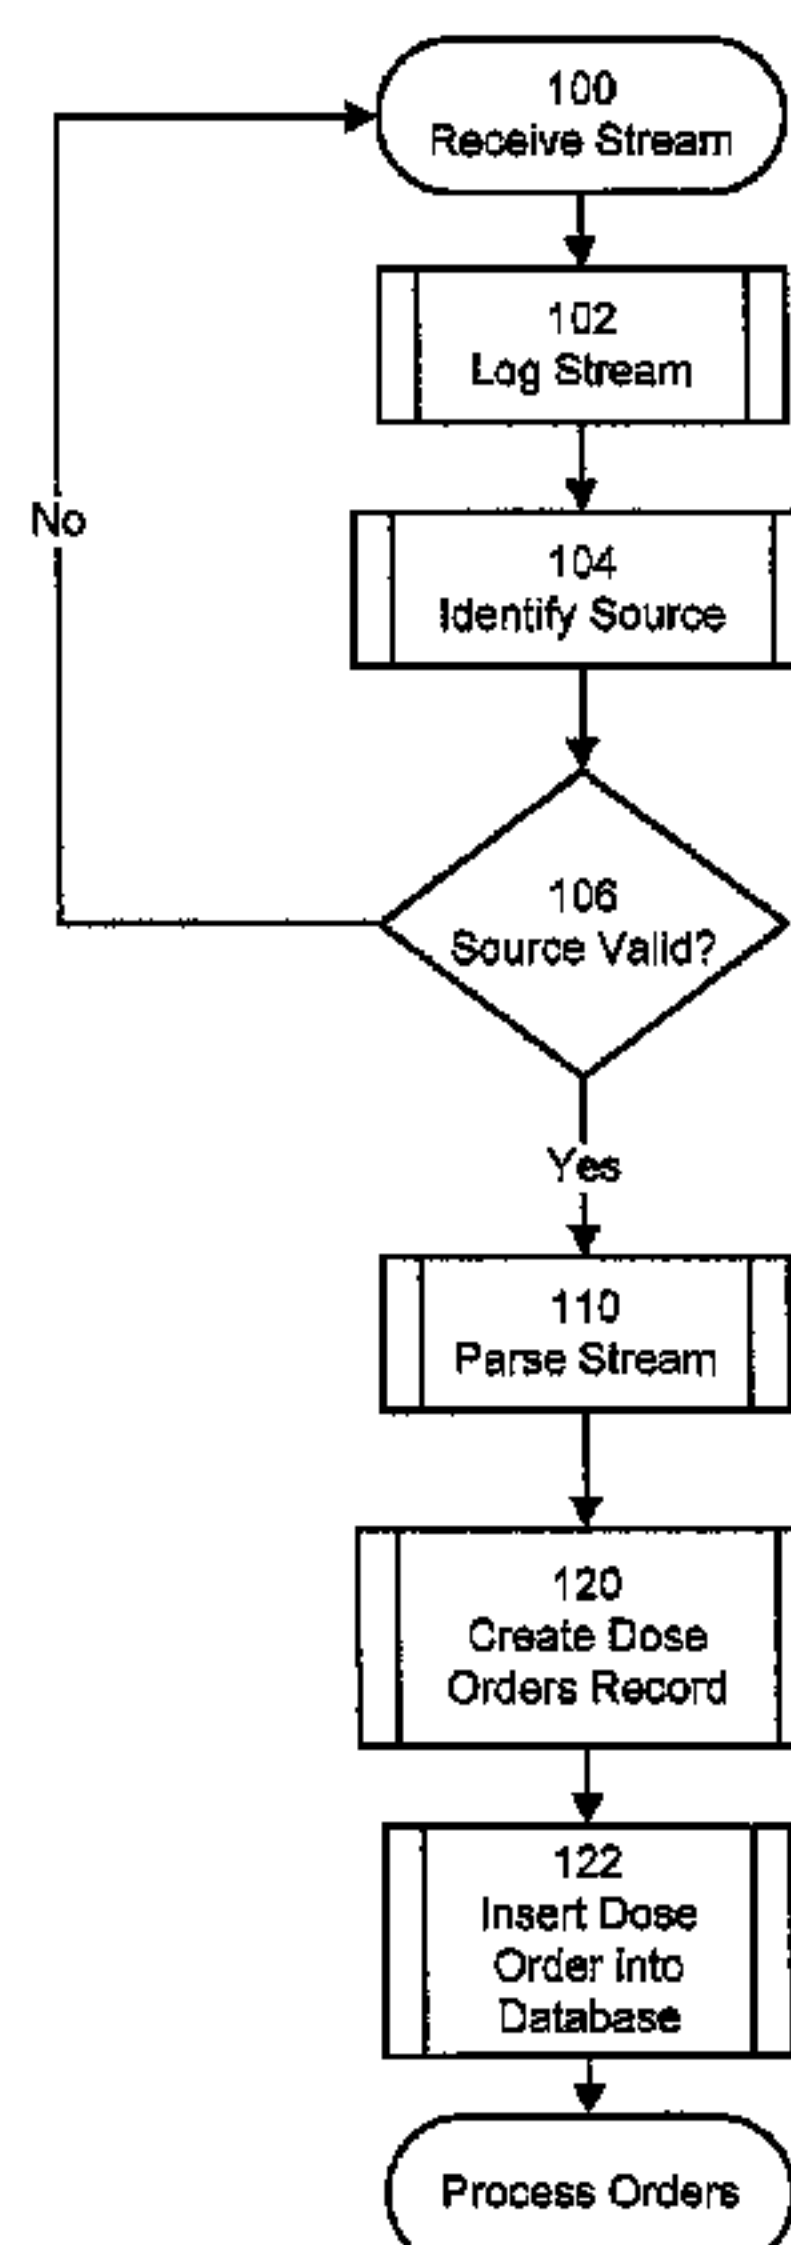 100
Receive Stream
102
Log Stream
No
104
Identify Source
106
Source Valid?
Yes
110
Parse Stream
120
Create Dose
Orders Record
122
Insert Dose
Order into
Database
Process Orders